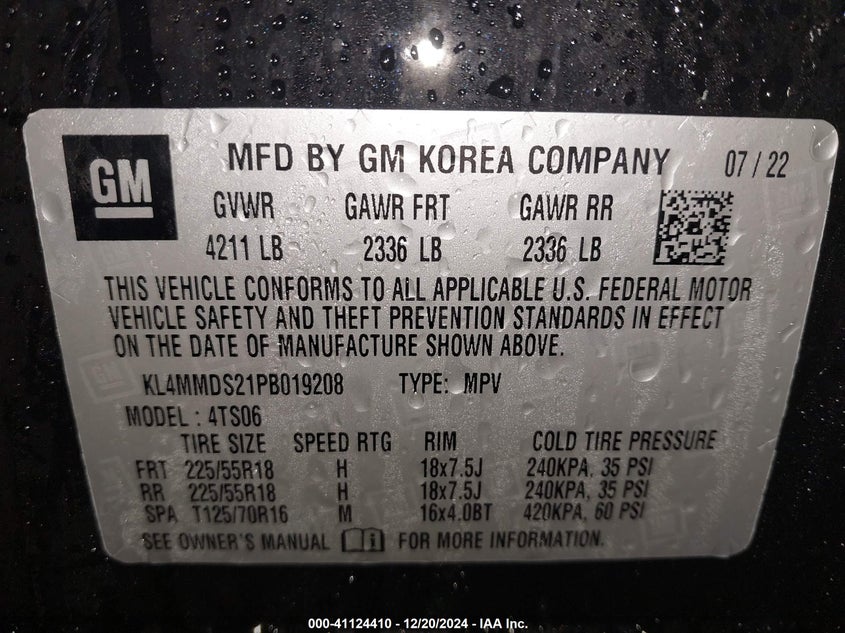 GM
MFD BY GM KOREA COMPANY 07 / 22
GVWR GAWR FRT GAWR RR
4211 LB 2336 LB 2336 LB
THIS VEHICLE CONFORMS TO ALL APPLICABLE U.S. FEDERAL MOTOR
VEHICLE SAFETY AND THEFT PREVENTION STANDARDS IN EFFECT
ON THE DATE OF MANUFACTURE SHOWN ABOVE.
KL4MMDS21PB019208 TYPE: MPV
MODEL : 4TS06
TIRE SIZE SPEED RTG RIM COLD TIRE PRESSURE
FRT 225/55R18 H 18x7.5J 240KPA, 35 PSI
RR 225/55R18 H 18x7.5J 240KPA, 35 PSI
SPA T125/70R16 M 16x4.0BT 420KPA, 60 PSI
SEE OWNER'S MANUAL i FOR MORE INFORMATION.
000-41124410 - 12/20/2024 - IAA Inc.